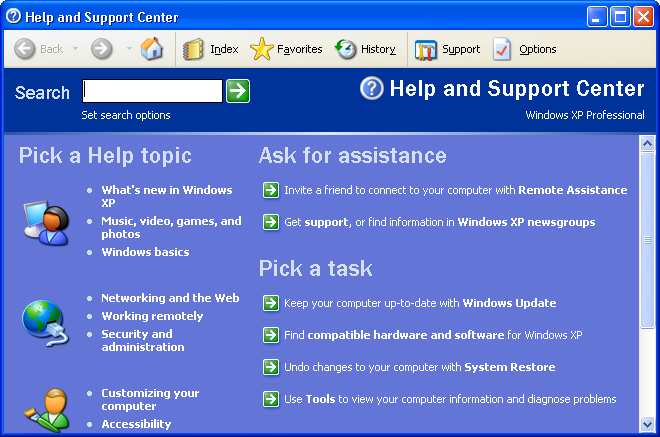 Help and Support Center
Back
Index
Favorites
History
Support
Options
Search
Set search options
Help and Support Center
Windows XP Professional
Pick a Help topic
What's new in Windows
XP
Music, video, games, and
photos
Windows basics
Networking and the Web
Working remotely
Security and
administration
Customizing your
computer
Accessibility
Ask for assistance
Invite a friend to connect to your computer with Remote Assistance
Get support, or find information in Windows XP newsgroups
Pick a task
Keep your computer up-to-date with Windows Update
Find compatible hardware and software for Windows XP
Undo changes to your computer with System Restore
Use Tools to view your computer information and diagnose problems